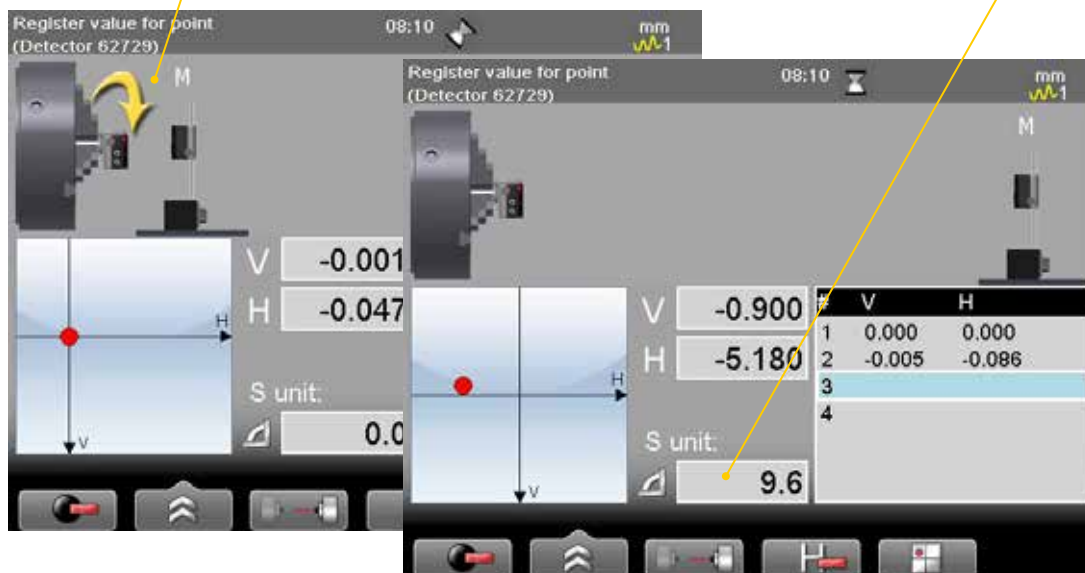 Register value for point
(Detector 62729)
08:10
mm
1
M
V
-0.001
H
-0.047
H
V
S unit:
0.0
Register value for point
(Detector 62729)
08:10
mm
1
M
V
-0.900
H
-5.180
H
V
S unit:
9.6
# V H
1 0.000 0.000
2 -0.005 -0.086
3
4
H